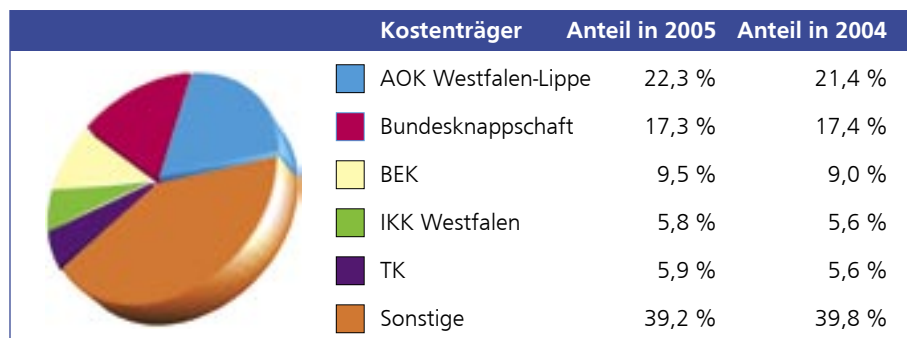 Kostenträger Anteil in 2005 Anteil in 2004
AOK Westfalen-Lippe 22,3 % 21,4 %
Bundesknappschaft 17,3 % 17,4 %
BEK 9,5 % 9,0 %
IKK Westfalen 5,8 % 5,6 %
TK 5,9 % 5,6 %
Sonstige 39,2 % 39,8 %